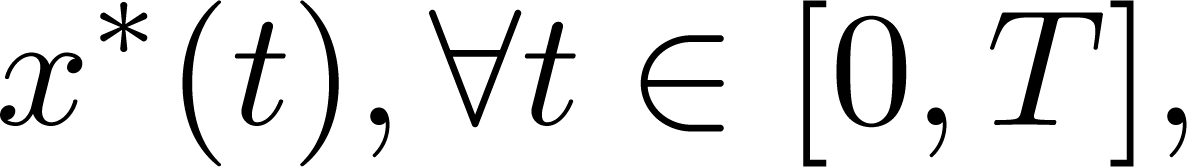 x*(t), ∀t ∈ [0, T],